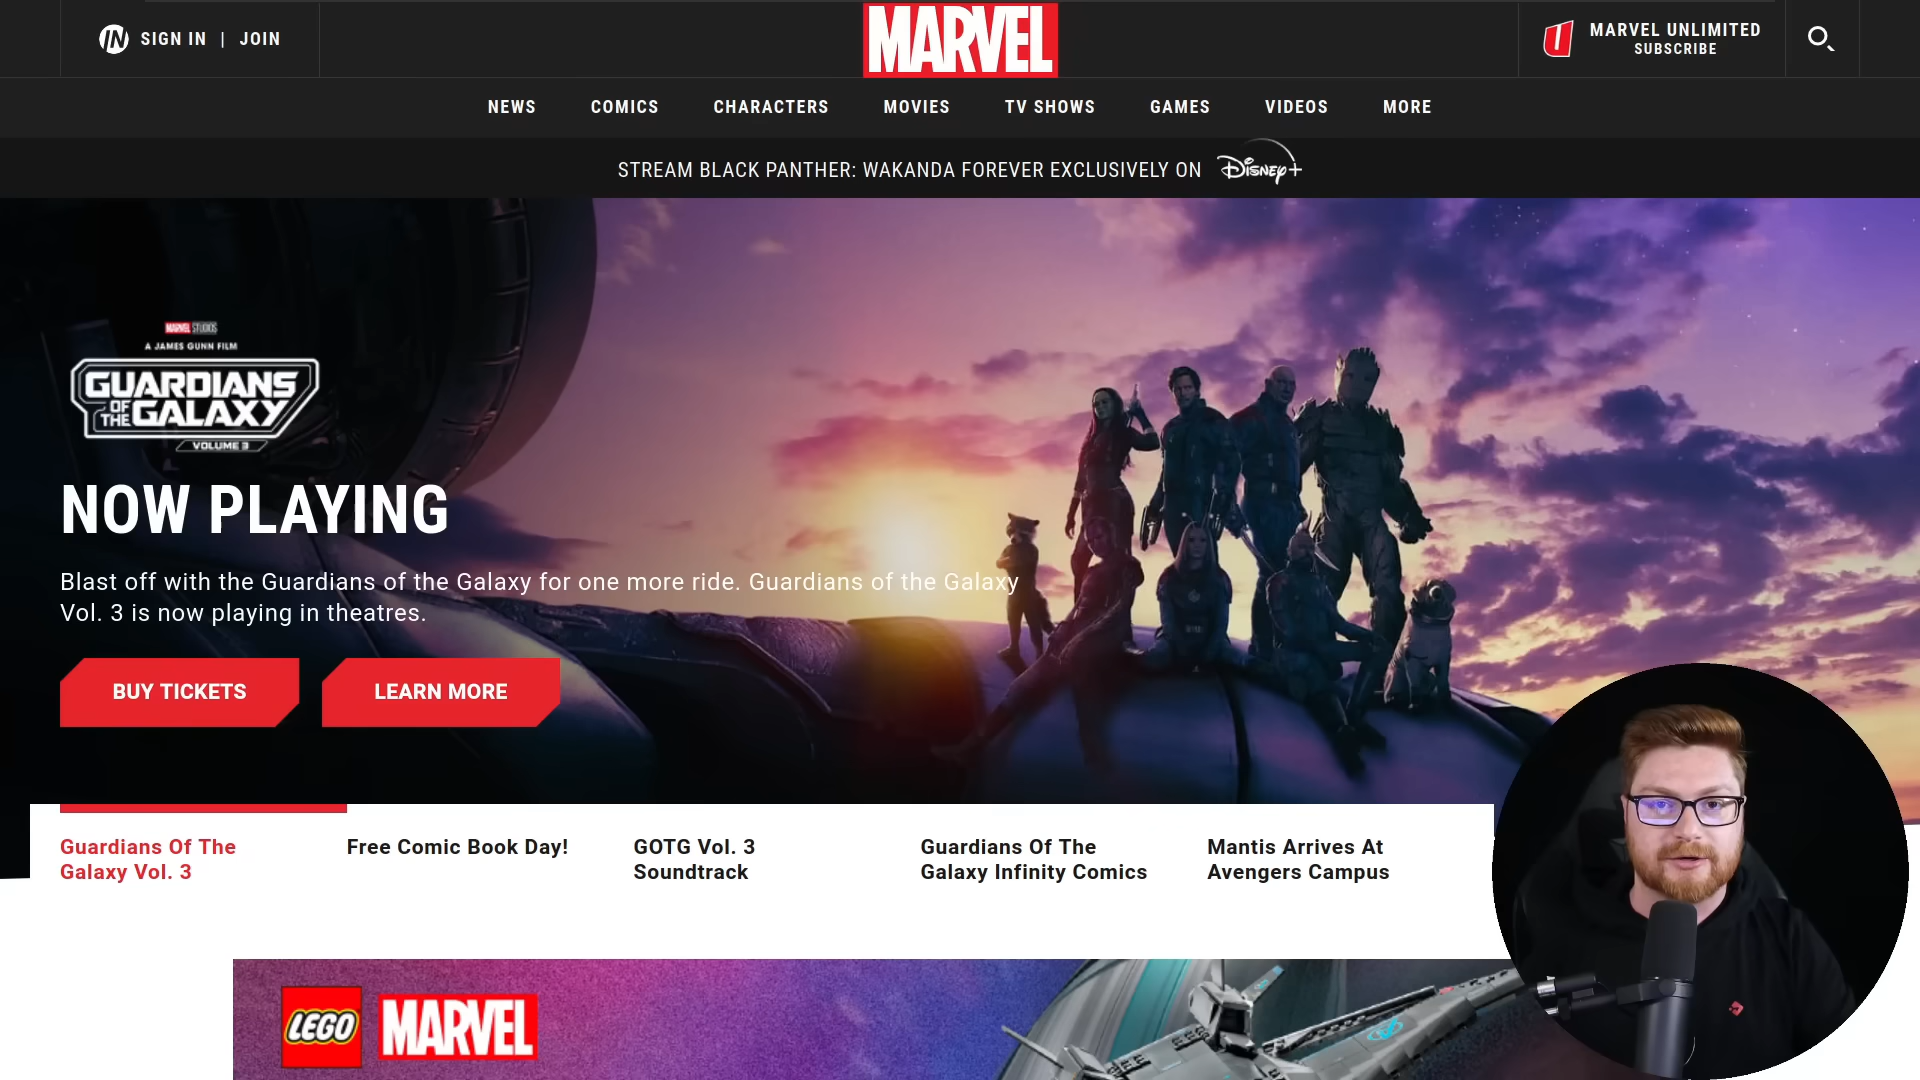 SIGN IN | JOIN
MARVEL
MARVEL UNLIMITED
SUBSCRIBE
NEWS COMICS CHARACTERS MOVIES TV SHOWS GAMES VIDEOS MORE
STREAM BLACK PANTHER: WAKANDA FOREVER EXCLUSIVELY ON Disney+
MARVEL STUDIOS
A JAMES GUNN FILM
GUARDIANS
OF THE GALAXY
VOLUME 3
NOW PLAYING
Blast off with the Guardians of the Galaxy for one more ride. Guardians of the Galaxy
Vol. 3 is now playing in theatres.
BUY TICKETS LEARN MORE
Guardians Of The
Galaxy Vol. 3
Free Comic Book Day!
GOTG Vol. 3
Soundtrack
Guardians Of The
Galaxy Infinity Comics
Mantis Arrives At
Avengers Campus
LEGO MARVEL